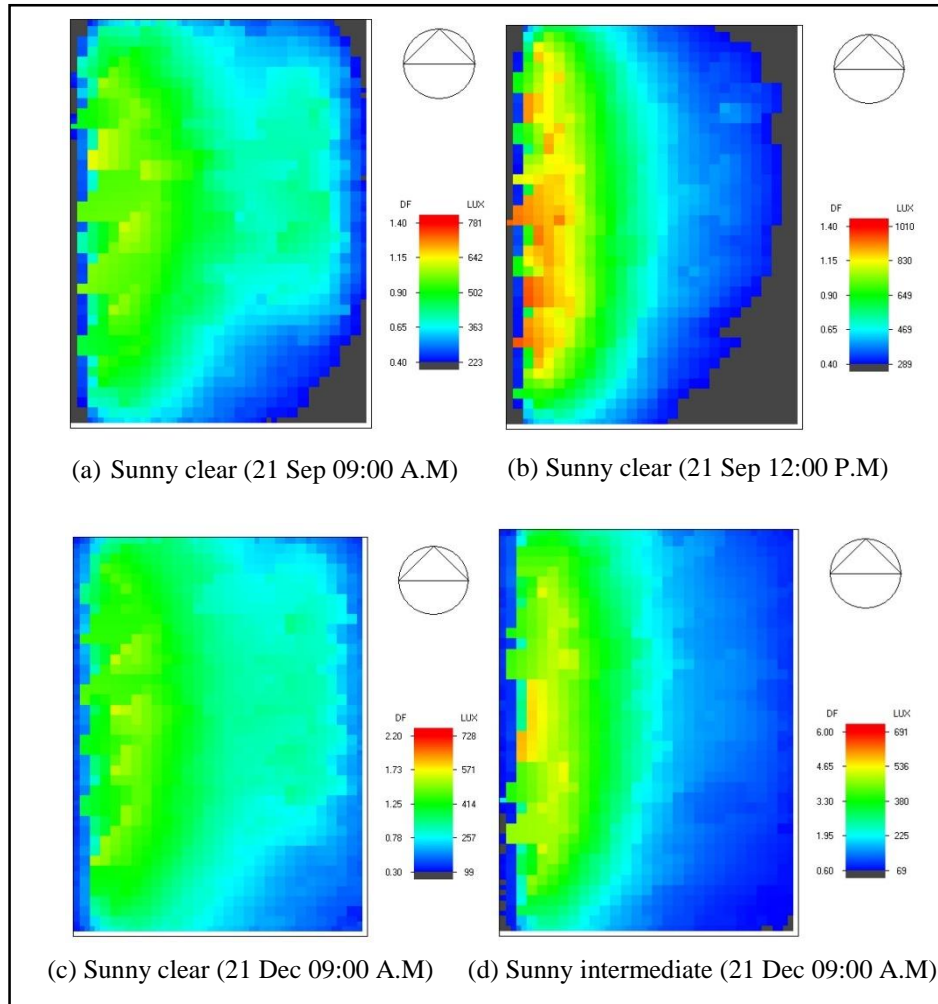 DF LUX
1.40 781
1.15 642
0.90 502
0.65 363
0.40 223
DF LUX
1.40 1010
1.15 830
0.90 649
0.65 469
0.40 289
(a) Sunny clear (21 Sep 09:00 A.M)
(b) Sunny clear (21 Sep 12:00 P.M)
DF LUX
2.20 728
1.73 571
1.25 414
0.78 257
0.30 99
DF LUX
6.00 691
4.65 536
3.30 380
1.95 225
0.60 69
(c) Sunny clear (21 Dec 09:00 A.M)
(d) Sunny intermediate (21 Dec 09:00 A.M)